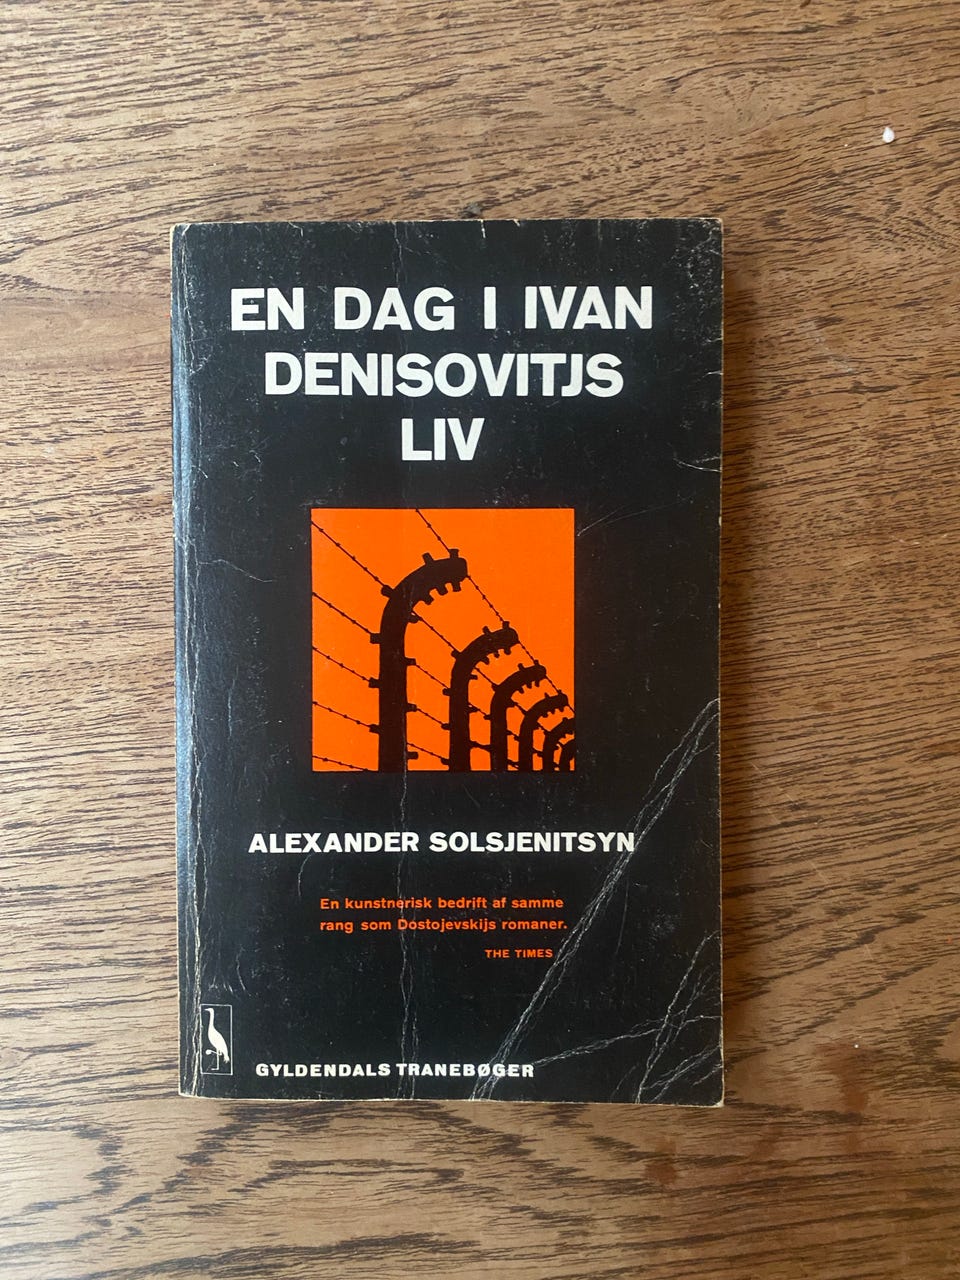 EN DAG I IVAN
DENISOVITJS
LIV
ALEXANDER SOLSJENITSYN
En kunstnerisk bedrift af samme
rang som Dostojevskijs romaner.
THE TIMES
GYLDENDALS TRANEBØGER